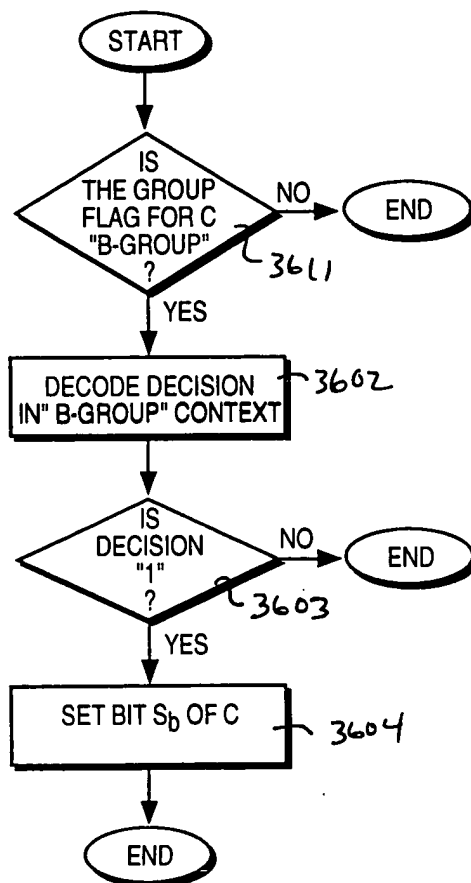 START
IS
THE GROUP
FLAG FOR C
"B-GROUP"
?
NO
END
3611
YES
DECODE DECISION
IN" B-GROUP" CONTEXT
3602
IS
DECISION
"1"
?
NO
END
3603
YES
SET BIT Sb OF C
3604
END